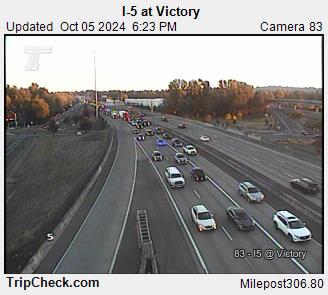 I-5 at Victory
Updated Oct 05 2024 6:23 PM
Camera 83
T
S
83 - I5 @ Victory
TripCheck.com
Milepost306.80